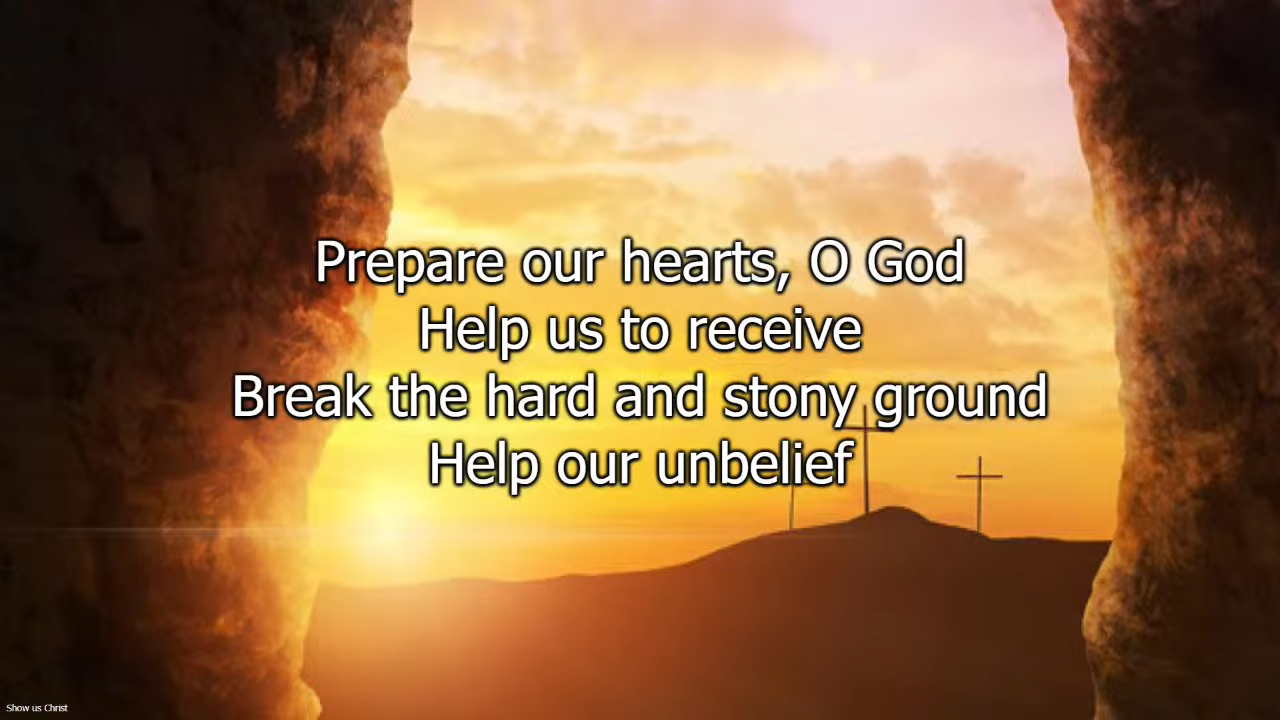 Prepare our hearts, O God
Help us to receive
Break the hard and stony ground
Help our unbelief
Show us Christ